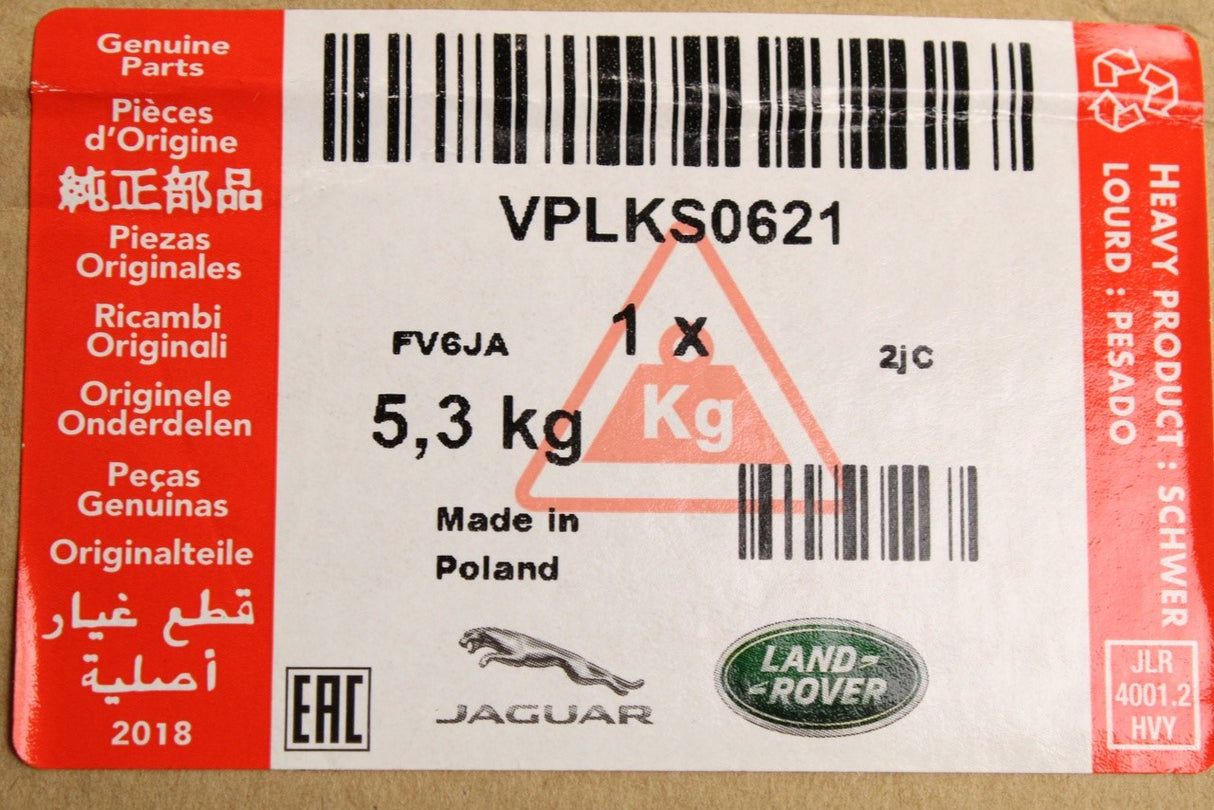 Genuine
Parts
Pièces
d'Origine
純正部品
Piezas
Originales
Ricambi
Originali
Originele
Onderdelen
Peças
Genuinas
Originalteile
قطع غيار
أصلية
2018
VPLKS0621
FV6JA
1 x
2jC
5,3 kg
Kg
Made in
Poland
EAC
JAGUAR
LAND-
-ROVER
HEAVY PRODUCT : SCHWER
LOURD : PESADO
JLR
4001.2
HVY